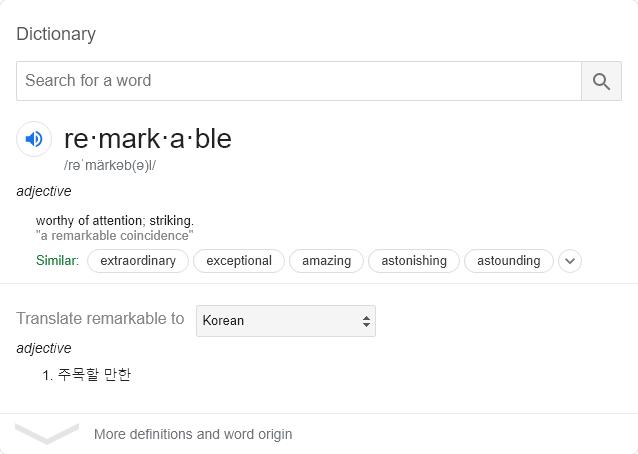 Dictionary
Search for a word
re·mark·a·ble
/rəˈmärkəb(ə)l/
adjective
worthy of attention; striking.
"a remarkable coincidence"
Similar: extraordinary exceptional amazing astonishing astounding
Translate remarkable to Korean
adjective
1. 주목할 만한
More definitions and word origin